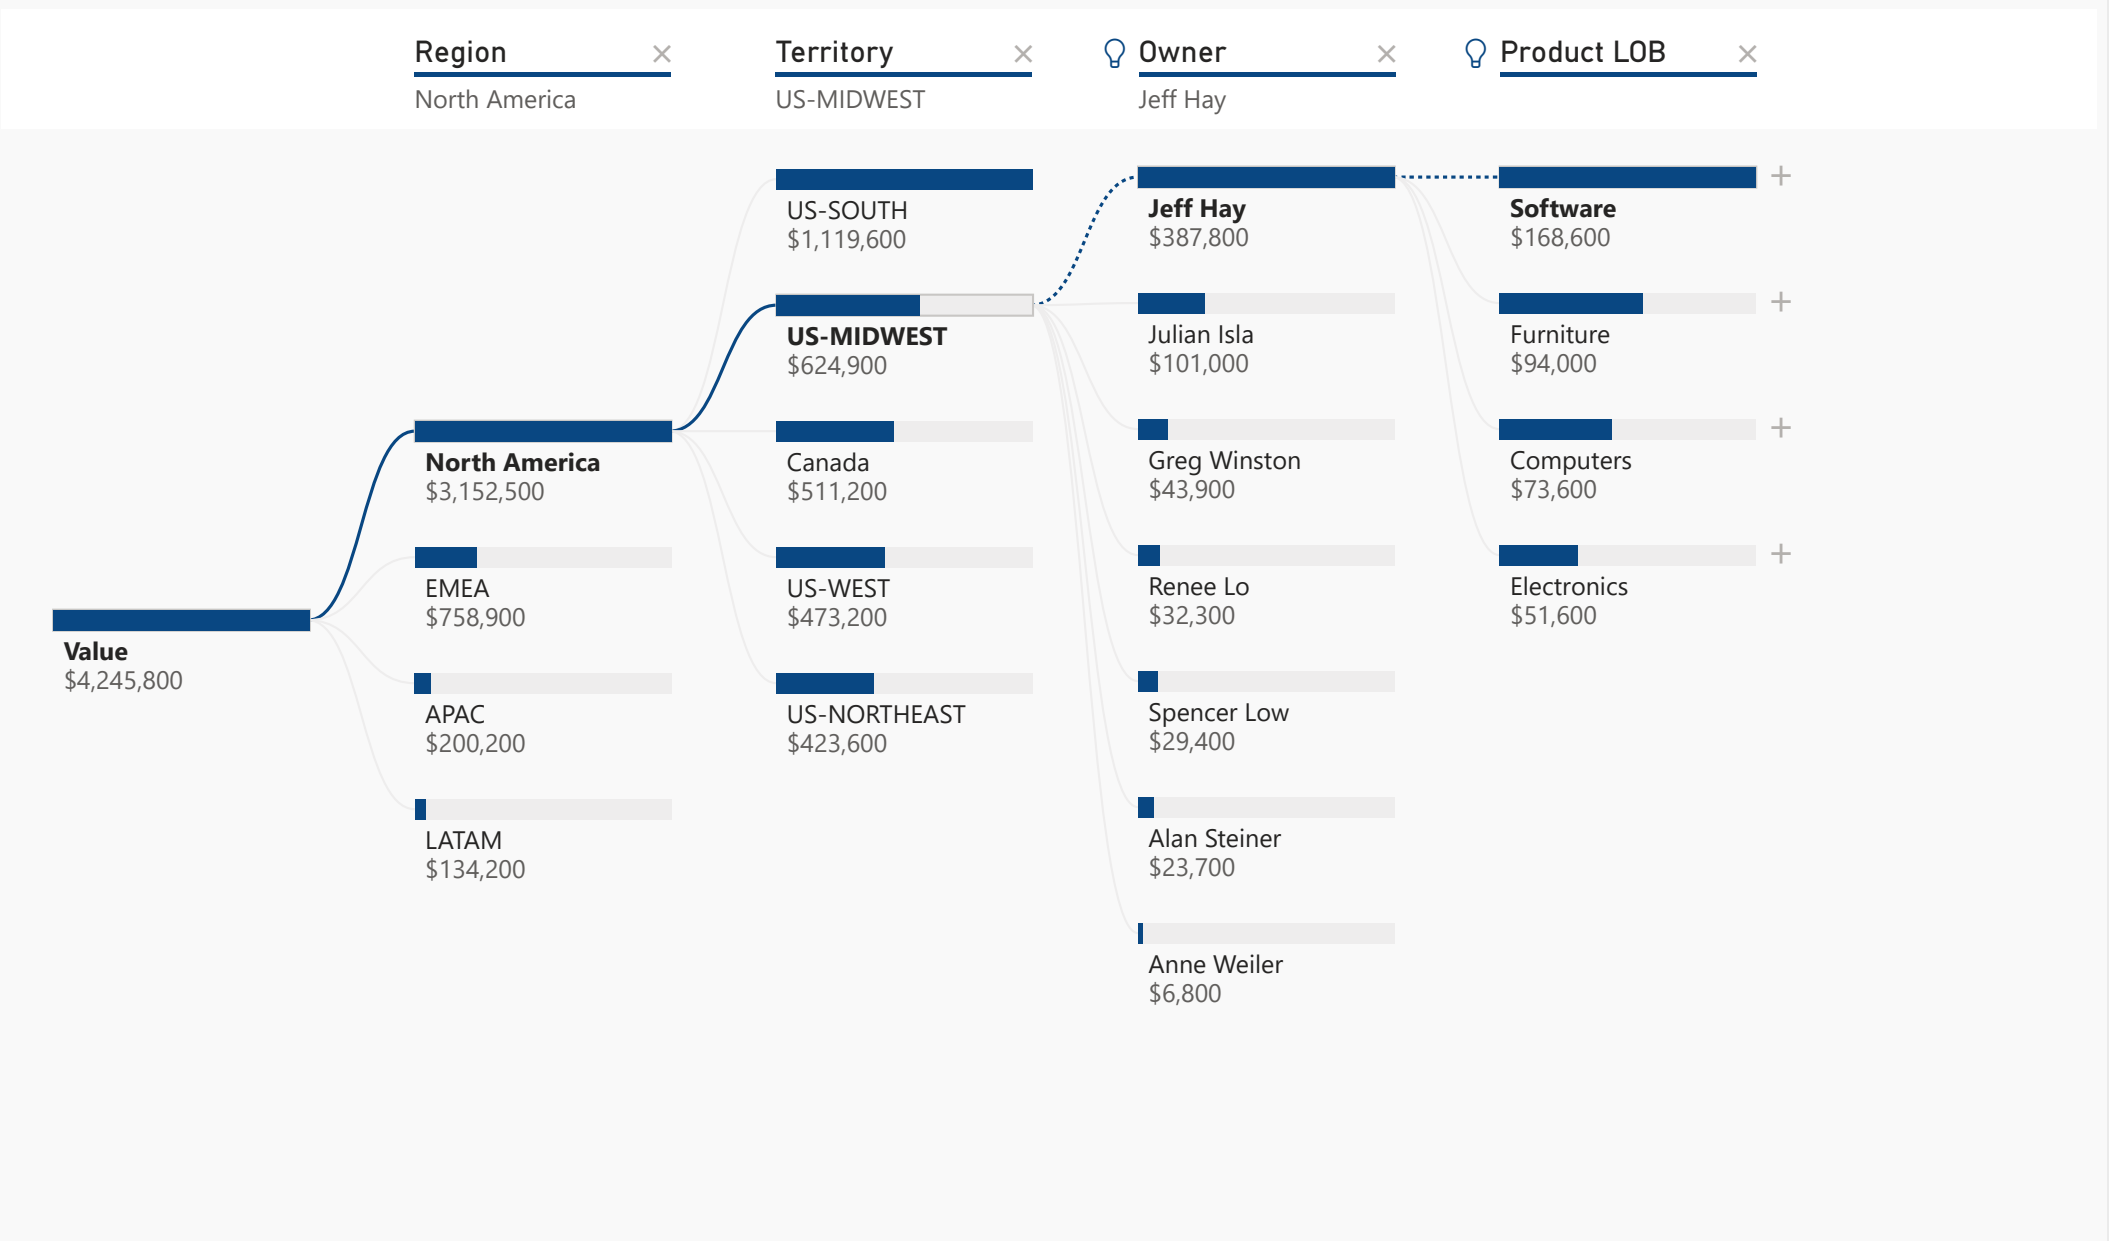 Region
Territory
Owner
Product LOB
North America
US-MIDWEST
Jeff Hay
Value
$4,245,800
North America
$3,152,500
EMEA
$758,900
APAC
$200,200
LATAM
$134,200
US-SOUTH
$1,119,600
US-MIDWEST
$624,900
Canada
$511,200
US-WEST
$473,200
US-NORTHEAST
$423,600
Jeff Hay
$387,800
Julian Isla
$101,000
Greg Winston
$43,900
Renee Lo
$32,300
Spencer Low
$29,400
Alan Steiner
$23,700
Anne Weiler
$6,800
Software
$168,600
Furniture
$94,000
Computers
$73,600
Electronics
$51,600